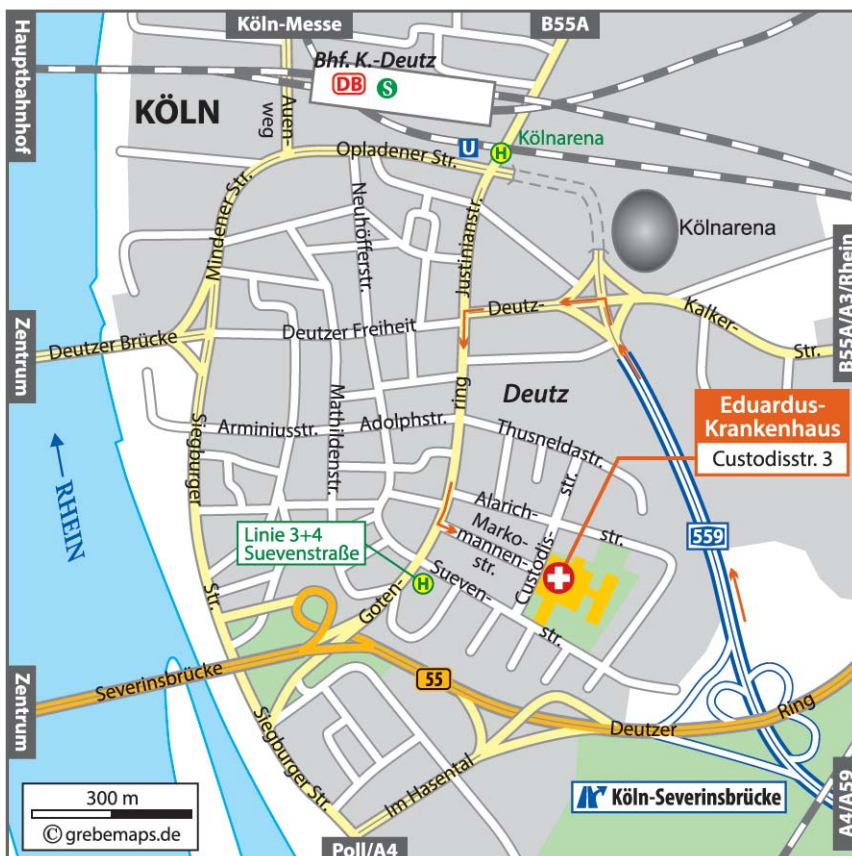 Köln-Messe
B55A
Hauptbahnhof
Bhf. K.-Deutz
DB
S
KÖLN
Auen-
weg
U
H
Kölnarena
Opladener Str.
Mindener Str.
Neuhöfferstr.
Justinianstr.
Kölnarena
B55A/A3/Rhein
Zentrum
Deutz-
Kalker-
Str.
Deutzer Freiheit
Deutzer Brücke
ring
Deutz
Eduardus-
Krankenhaus
Custodisstr. 3
Siegburger
Str.
Arminiusstr.
Mathildenstr.
Adolphstr.
Thusneldastr.
RHEIN
Alarich-
str.
Custodis-
str.
Marko-
mannen-
str.
559
Linie 3+4
Suevenstraße
H
Goten-
Sueven-
str.
Zentrum
Severinsbrücke
55
Deutzer
Ring
Siegburger Str.
Im Hasental
Köln-Severinsbrücke
A4/A59
300 m
© grebemaps.de
Poll/A4